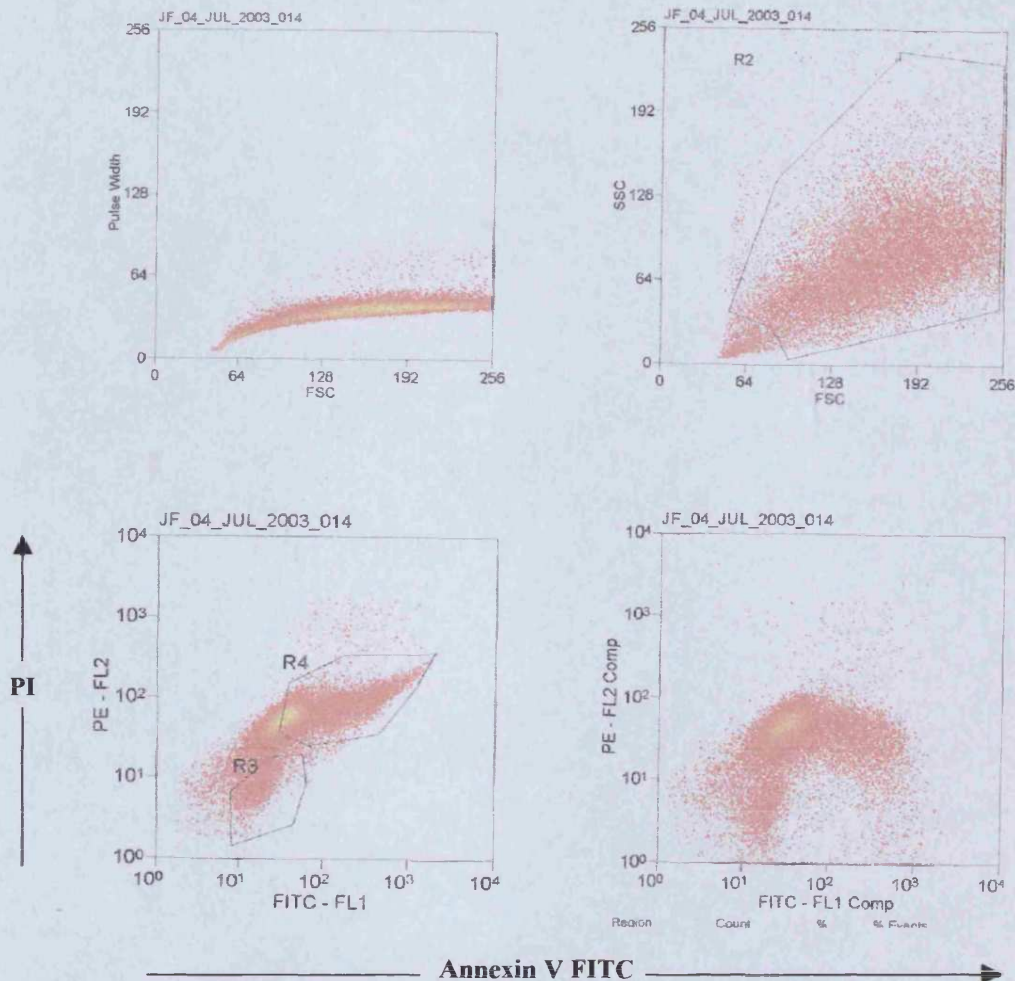 JF_04_JUL_2003_014
256
192
128
64
0
Pulse Width
0 64 128 192 256
FSC
JF_04_JUL_2003_014
R2
256
192
128
64
0
SSC
0 64 128 192 256
FSC
PI
JF_04_JUL_2003_014
10⁴
10³
10²
10¹
10⁰
PE - FL2
R4
R3
10⁰ 10¹ 10² 10³ 10⁴
FITC - FL1
JF_04_JUL_2003_014
10⁴
10³
10²
10¹
10⁰
PE - FL2 Comp
10⁰ 10¹ 10² 10³ 10⁴
FITC - FL1 Comp
Region Count % % Events
Annexin V FITC